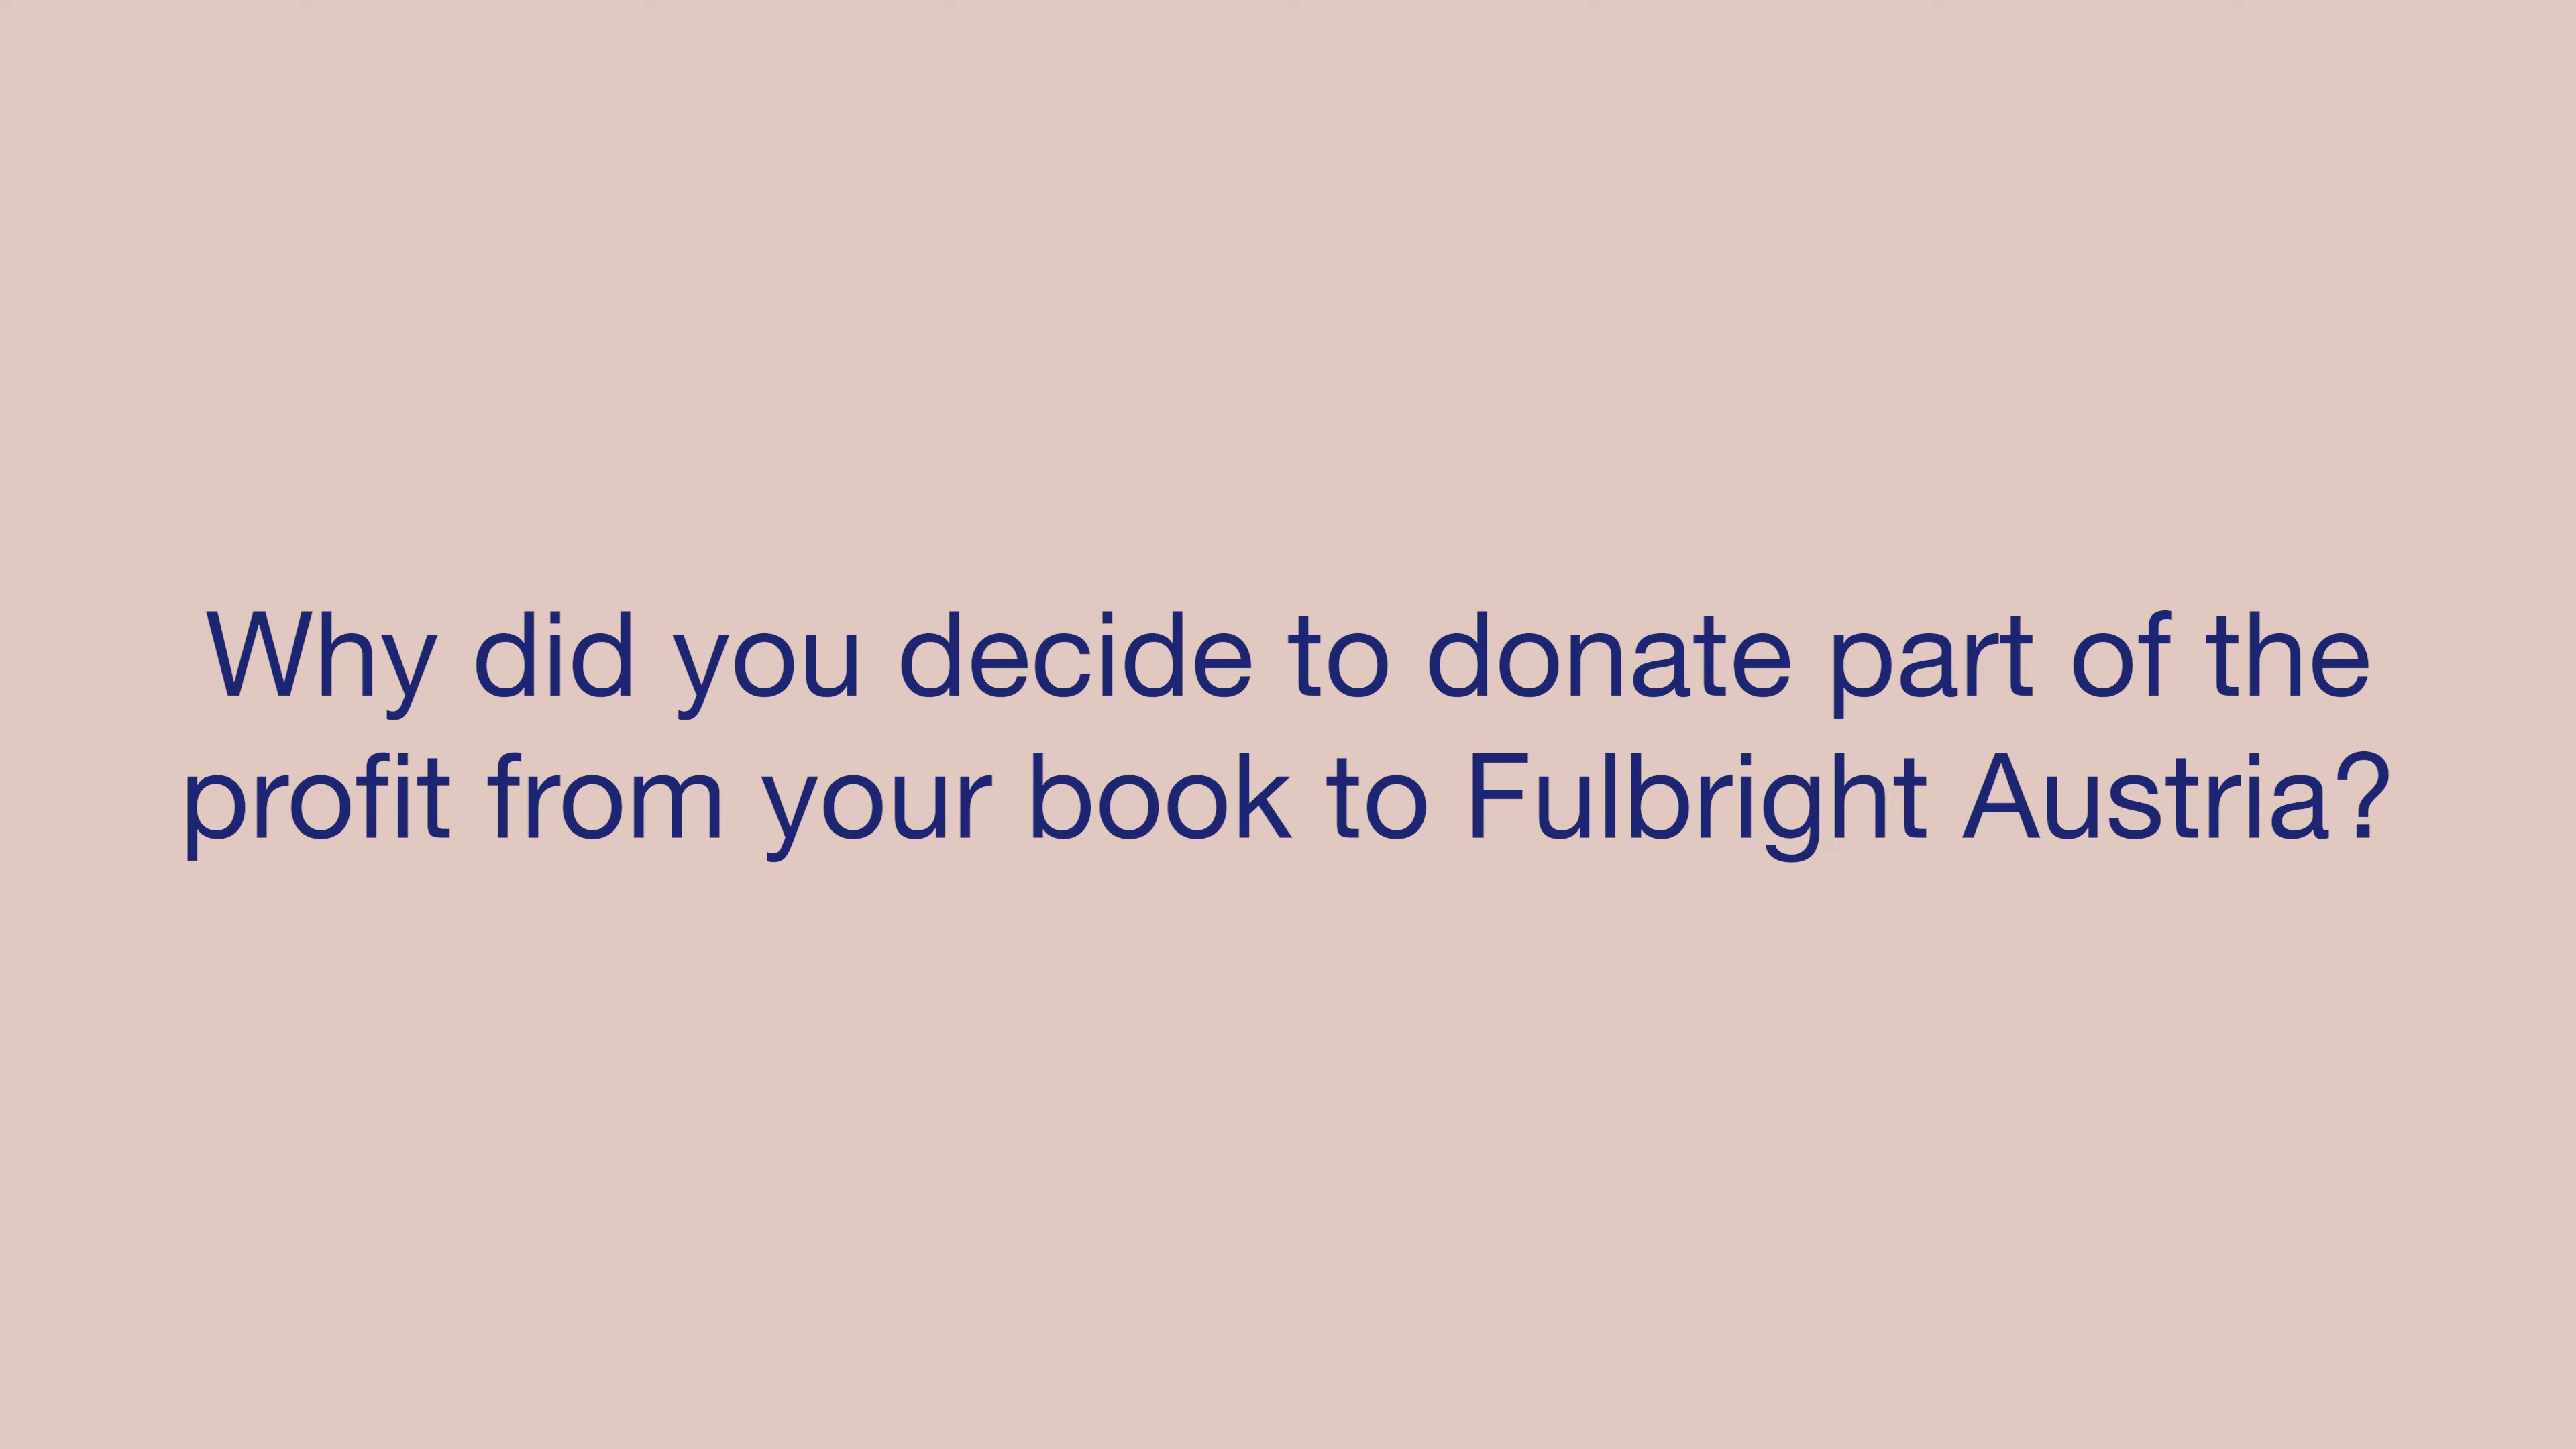 Why did you decide to donate part of the
profit from your book to Fulbright Austria?